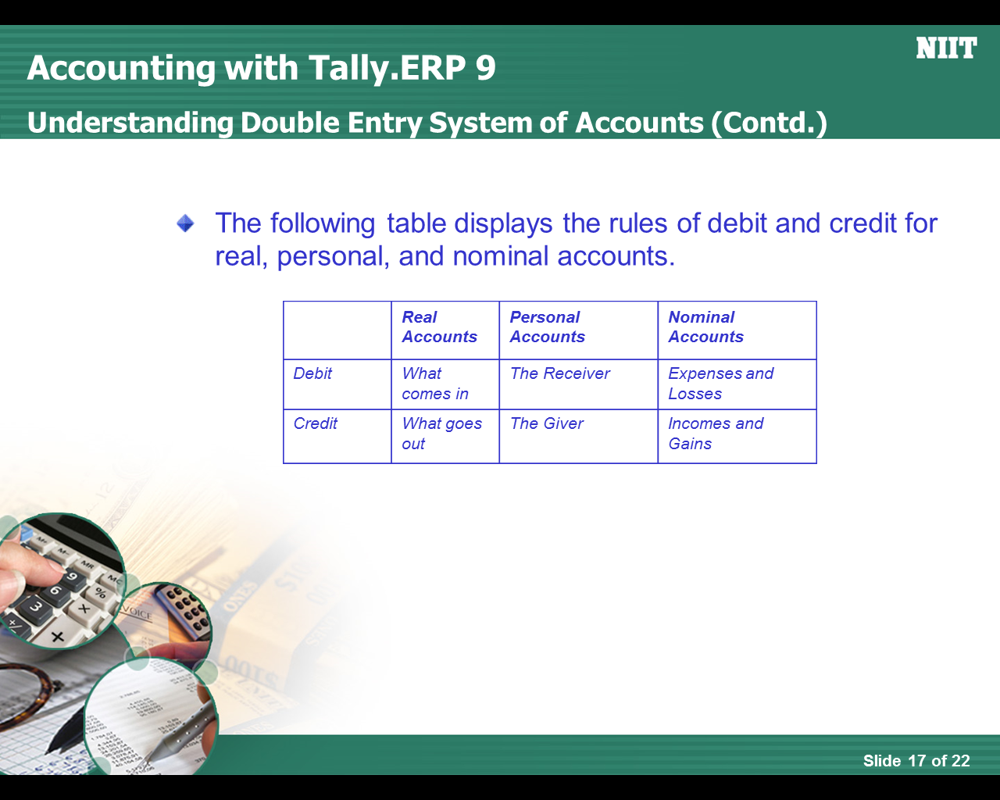 NIIT
Accounting with Tally.ERP 9
Understanding Double Entry System of Accounts (Contd.)
The following table displays the rules of debit and credit for
real, personal, and nominal accounts.
Real Accounts
Personal Accounts
Nominal Accounts
Debit
What comes in
The Receiver
Expenses and Losses
Credit
What goes out
The Giver
Incomes and Gains
Slide 17 of 22